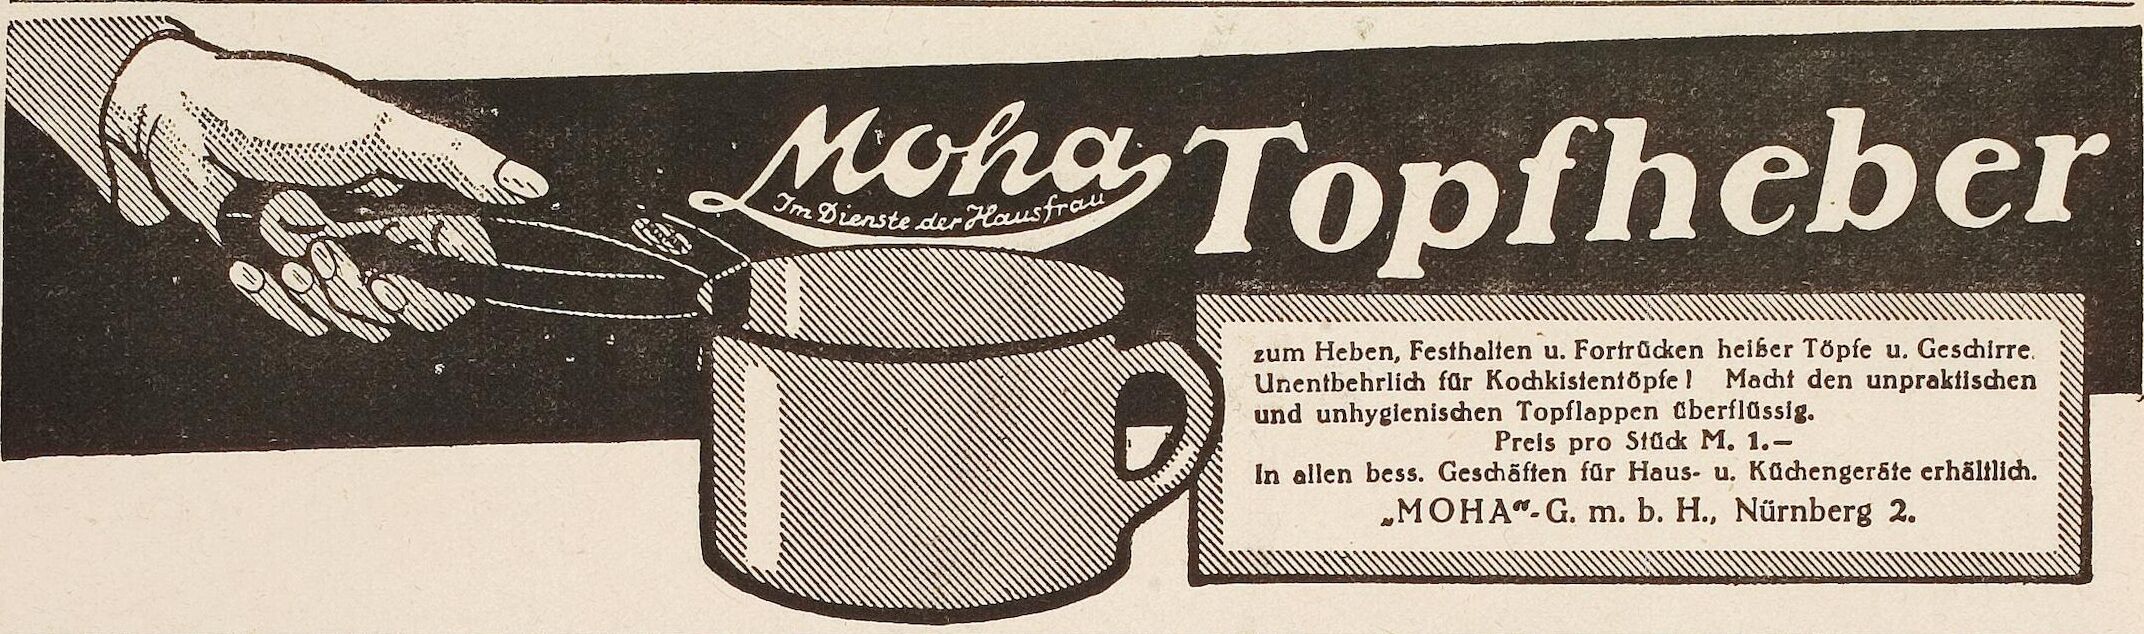 Moha
Im Dienste der Hausfrau
Topfheber
zum Heben, Festhalten u. Fortrücken heißer Töpfe u. Geschirre.
Unentbehrlich für Kochkistentöpfe! Macht den unpraktischen
und unhygienischen Topflappen überflüssig.
Preis pro Stück M. 1.—
In allen bess. Geschäften für Haus- u. Küchengeräte erhältlich.
„MOHA“-G. m. b. H., Nürnberg 2.